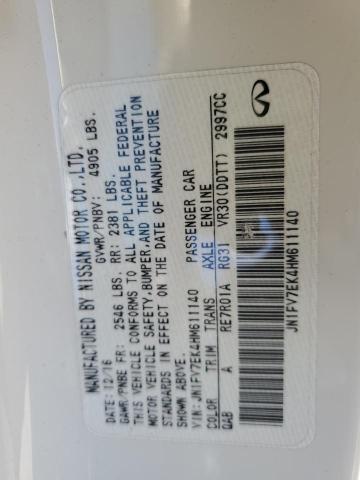 MANUFACTURED BY NISSAN MOTOR CO.,LTD.
DATE: 12/16 GVWR/PNBV: 4905 LBS.
GAWR/PNBE FR: 2546 LBS. RR: 2381 LBS.
THIS VEHICLE CONFORMS TO ALL APPLICABLE FEDERAL
MOTOR VEHICLE SAFETY,BUMPER,AND THEFT PREVENTION
STANDARDS IN EFFECT ON THE DATE OF MANUFACTURE
SHOWN ABOVE.
VIN:JN1FV7EK4HM611140 PASSENGER CAR
COLOR TRIM TRANS AXLE ENGINE
QAB A RE7R01A RG31 VR30(DDTT) 2997CC
JN1FV7EK4HM611140